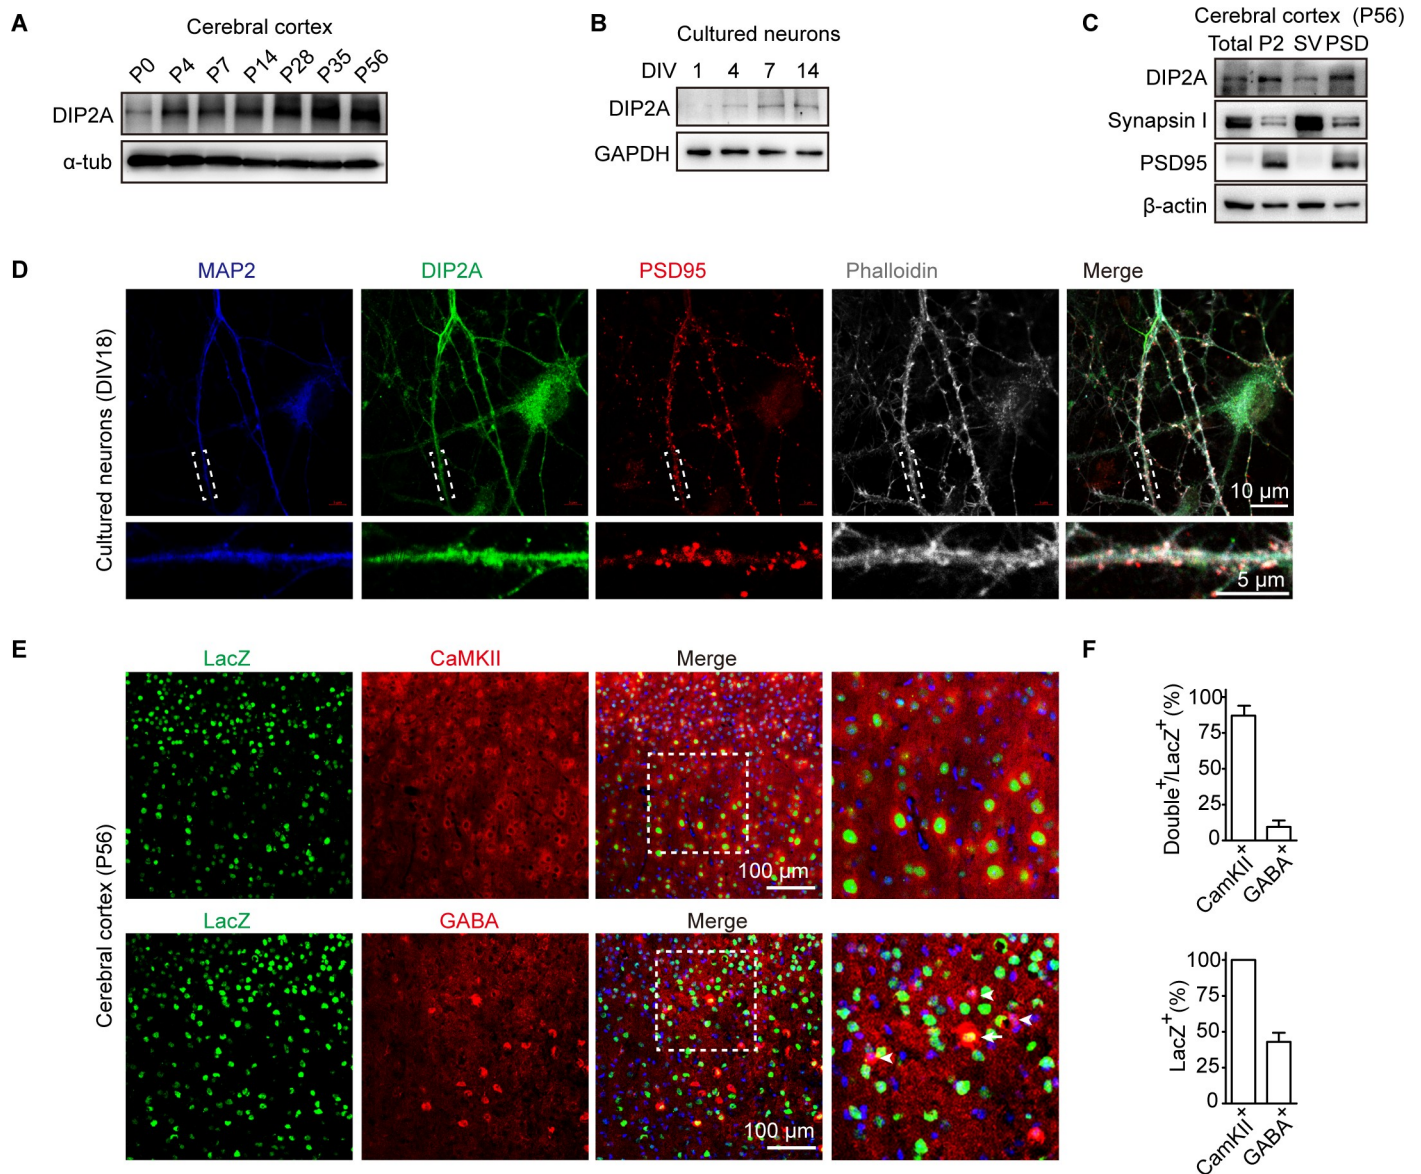 A
Cerebral cortex
P0 P4 P7 P14 P28 P35 P56
DIP2A
α-tub
B
Cultured neurons
DIV 1 4 7 14
DIP2A
GAPDH
C
Cerebral cortex (P56)
Total P2 SV PSD
DIP2A
Synapsin I
PSD95
β-actin
D
MAP2 DIP2A PSD95 Phalloidin Merge
Cultured neurons (DIV18)
10 µm
5 µm
E
LacZ CaMKII Merge
Cerebral cortex (P56)
100 µm
LacZ GABA Merge
100 µm
F
Double⁺/LacZ⁺ (%)
100
75
50
25
0
CamKII⁺ GABA⁺
LacZ⁺(%)
100
75
50
25
0
CamKII⁺ GABA⁺